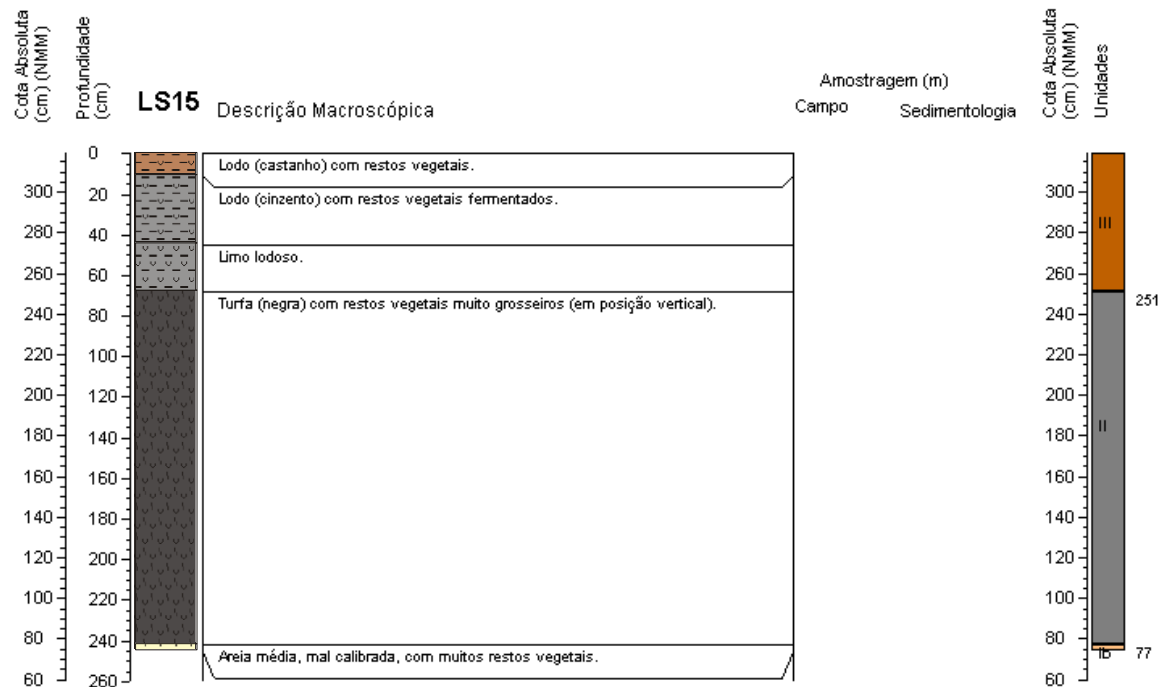 Cota Absoluta
(cm) (NMM)
Profundidade
(cm)
LS15
Descrição Macroscópica
Amostragem (m)
Campo
Sedimentologia
Cota Absoluta
(cm) (NMM)
Unidades
300
280
260
240
220
200
180
160
140
120
100
80
60
0
20
40
60
80
100
120
140
160
180
200
220
240
260
Lodo (castanho) com restos vegetais.
Lodo (cinzento) com restos vegetais fermentados.
Limo lodoso.
Turfa (negra) com restos vegetais muito grosseiros (em posição vertical).
Areia média, mal calibrada, com muitos restos vegetais.
300
280
260
240
220
200
180
160
140
120
100
80
60
III
251
II
Ib
77